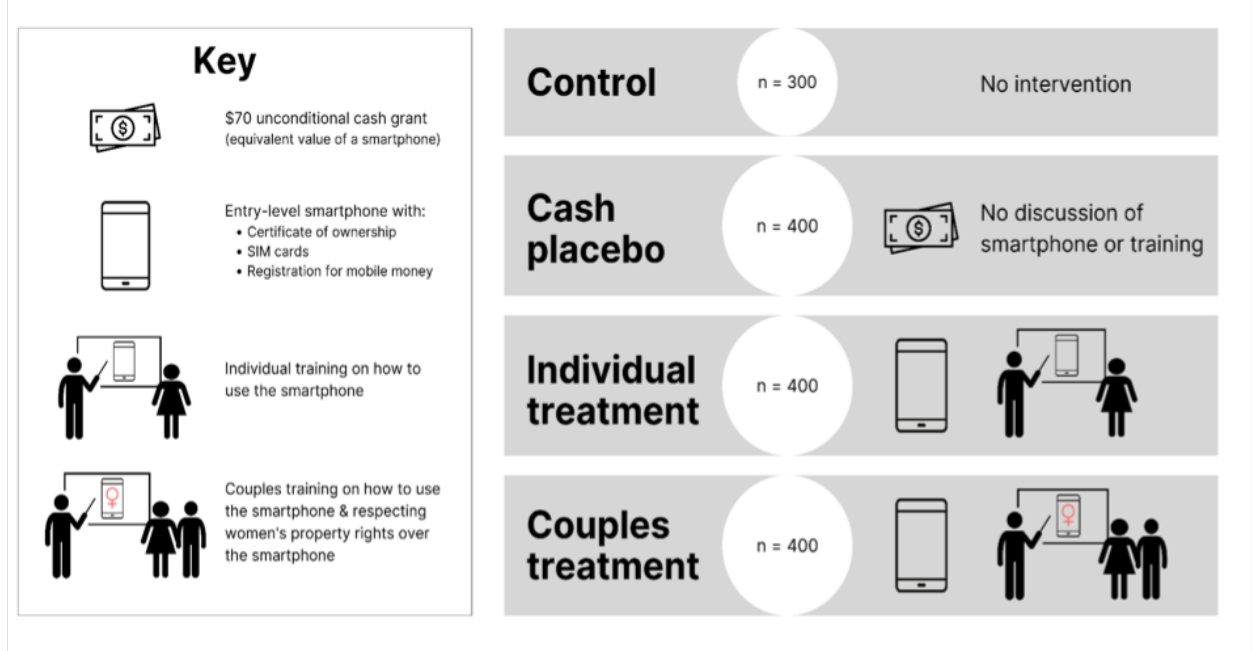 Key
$70 unconditional cash grant
(equivalent value of a smartphone)
Entry-level smartphone with:
• Certificate of ownership
• SIM cards
• Registration for mobile money
Individual training on how to
use the smartphone
Couples training on how to use
the smartphone & respecting
women's property rights over
the smartphone
Control
n = 300
No intervention
Cash
placebo
n = 400
$
No discussion of
smartphone or training
Individual
treatment
n = 400
Couples
treatment
n = 400